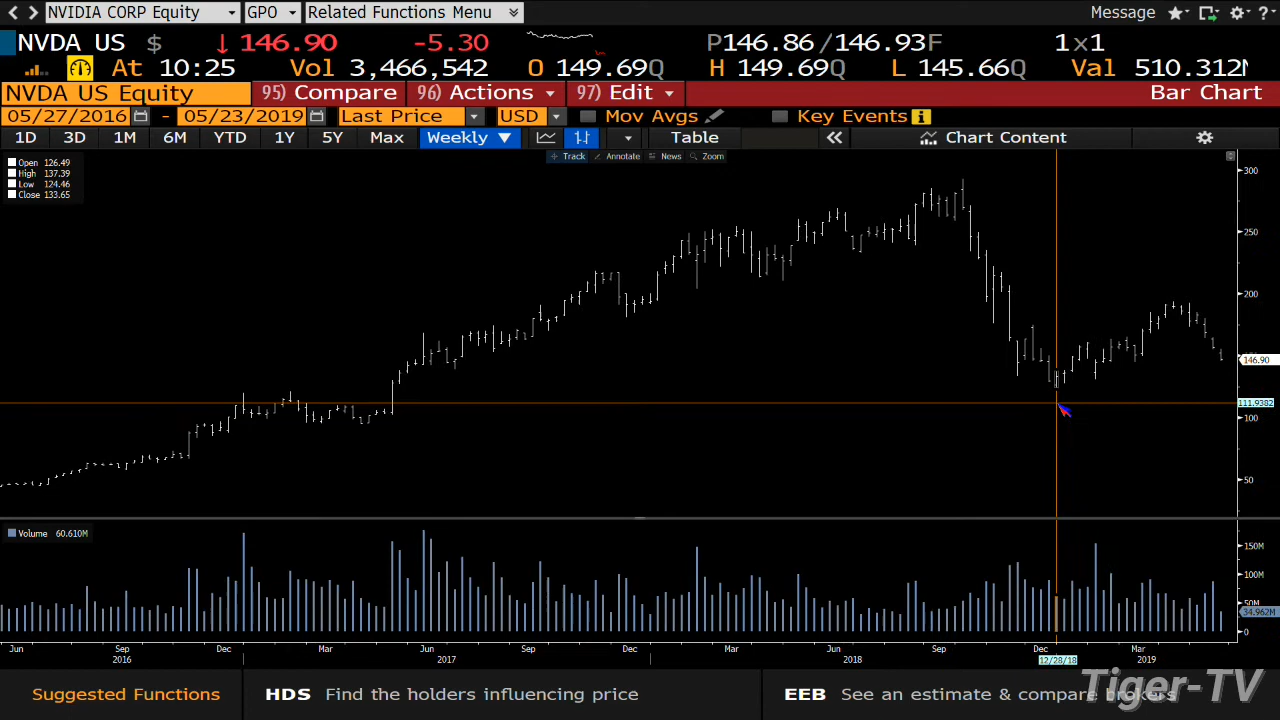 NVIDIA CORP Equity GPO Related Functions Menu Message
NVDA US $ ↓ 146.90 -5.30 P146.86 /146.93F 1x1
At 10:25 Vol 3,466,542 O 149.69Q H 149.69Q L 145.66Q Val 510.312M
NVDA US Equity 95) Compare 96) Actions 97) Edit Bar Chart
05/27/2016 - 05/23/2019 Last Price USD Mov Avgs Key Events
1D 3D 1M 6M YTD 1Y 5Y Max Weekly ▼ Table « Chart Content
Track Annotate News Zoom
Open 126.49
High 137.39
Low 124.46
Close 133.65
300
250
200
146.90
111.9382
100
50
Volume 60.610M
150M
100M
50M
34.962M
0
Jun Sep Dec Mar Jun Sep Dec Mar Jun Sep Dec Mar
2016 2017 2018 12/28/18 2019
Suggested Functions HDS Find the holders influencing price EEB See an estimate & compare brokers
Tiger-TV